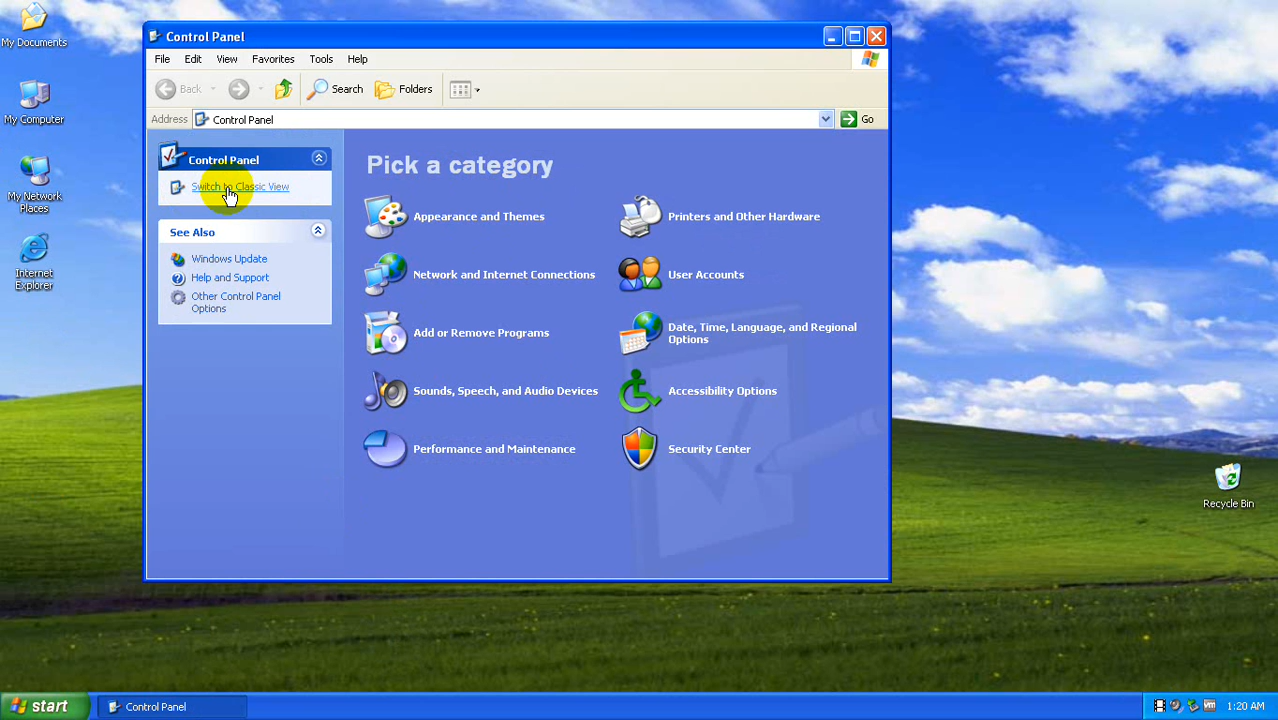 My Documents
My Computer
My Network
Places
Internet
Explorer
Control Panel
File Edit View Favorites Tools Help
Back Search Folders
Address Control Panel Go
Control Panel
Switch to Classic View
See Also
Windows Update
Help and Support
Other Control Panel
Options
Pick a category
Appearance and Themes
Printers and Other Hardware
Network and Internet Connections
User Accounts
Add or Remove Programs
Date, Time, Language, and Regional
Options
Sounds, Speech, and Audio Devices
Accessibility Options
Performance and Maintenance
Security Center
Recycle Bin
start Control Panel 1:20 AM